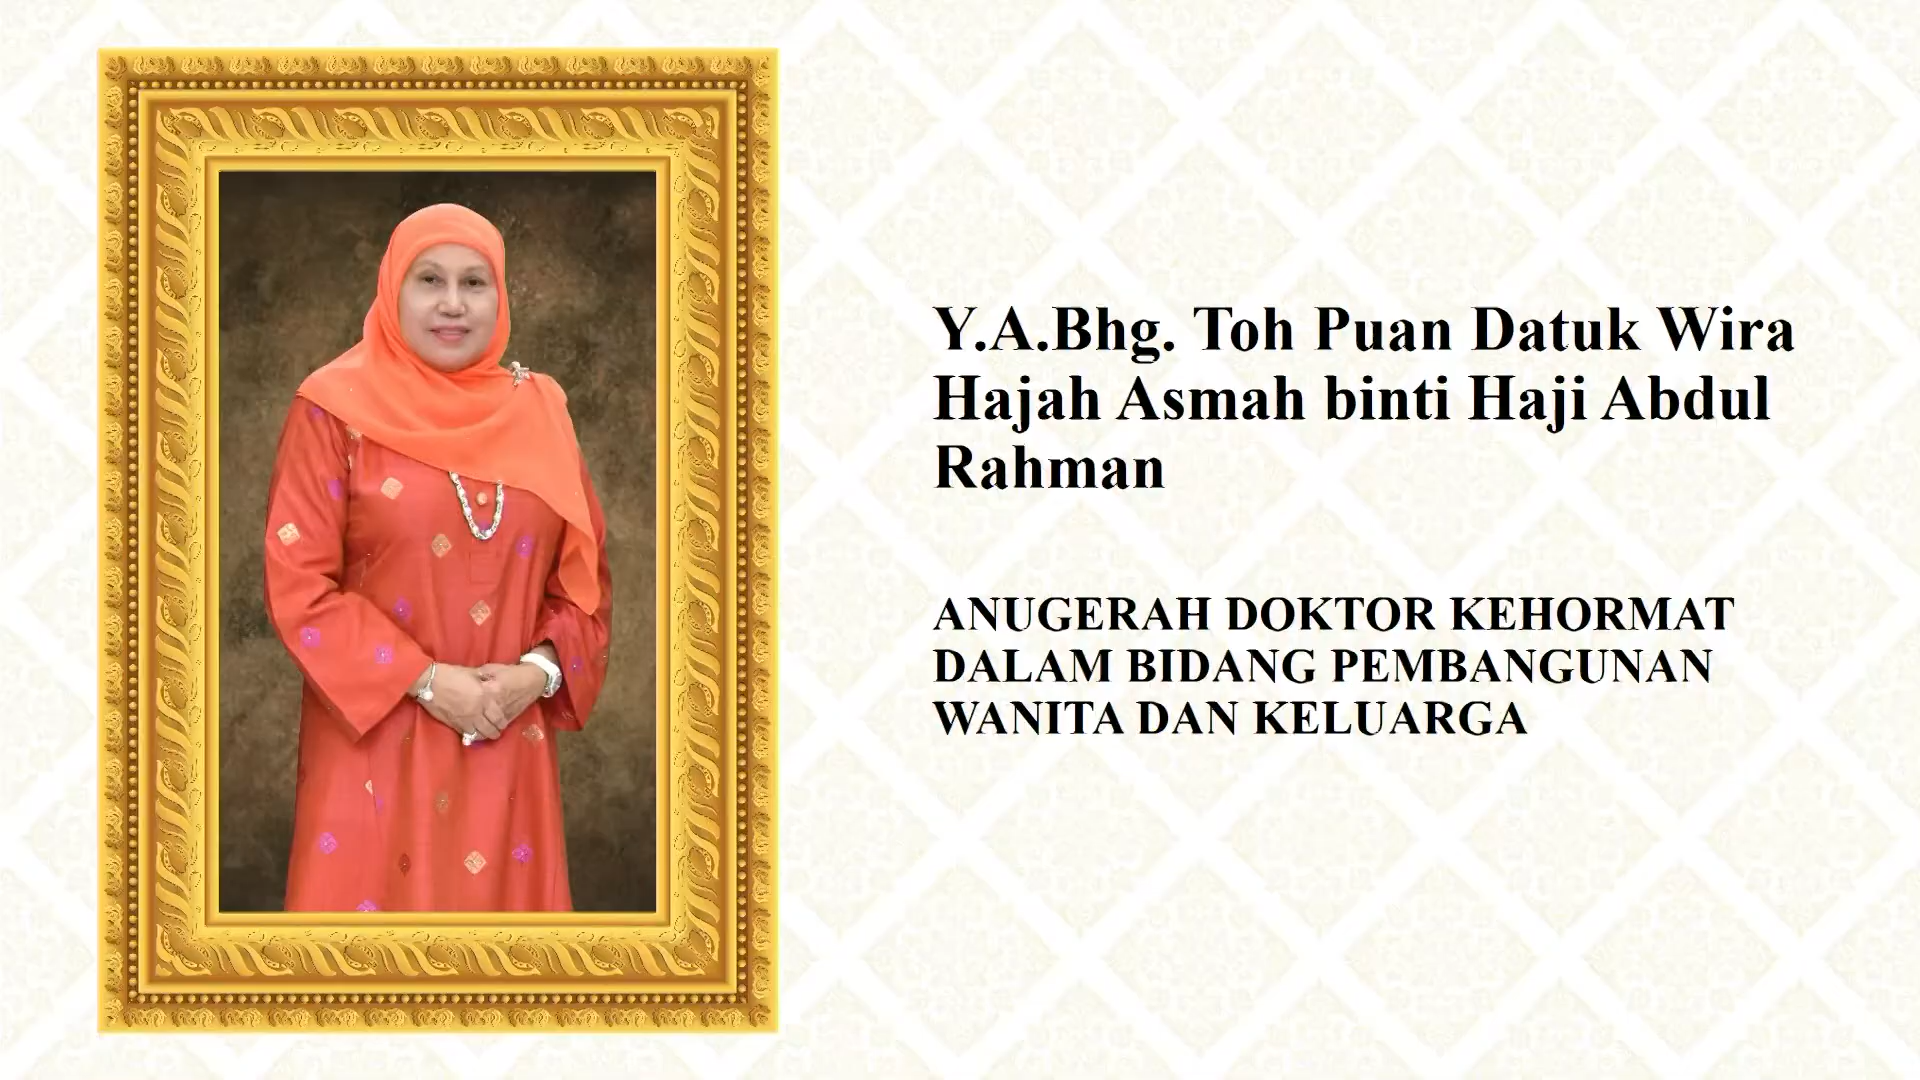 Y.A.Bhg. Toh Puan Datuk Wira
Hajah Asmah binti Haji Abdul
Rahman
ANUGERAH DOKTOR KEHORMAT
DALAM BIDANG PEMBANGUNAN
WANITA DAN KELUARGA